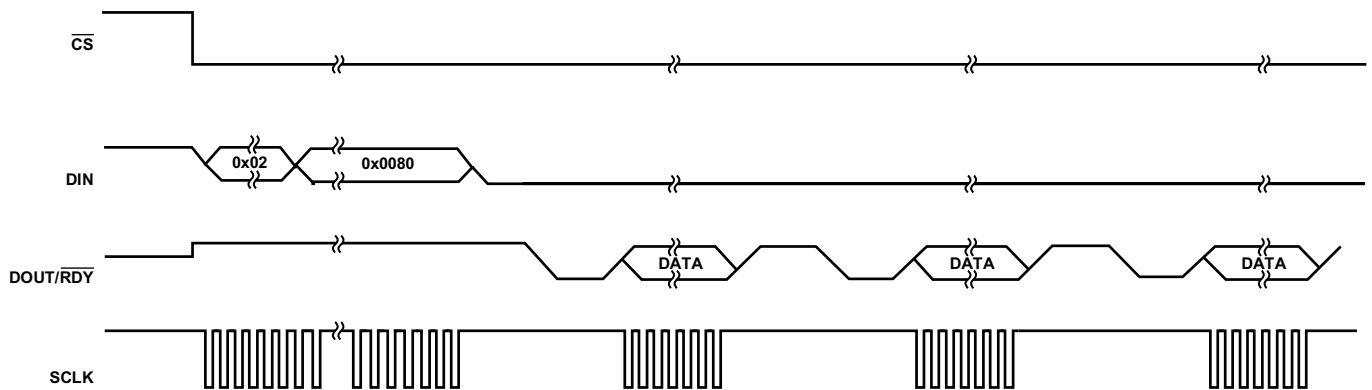 CS
DIN
0x02
0x0080
DOUT/RDY
DATA
DATA
DATA
SCLK